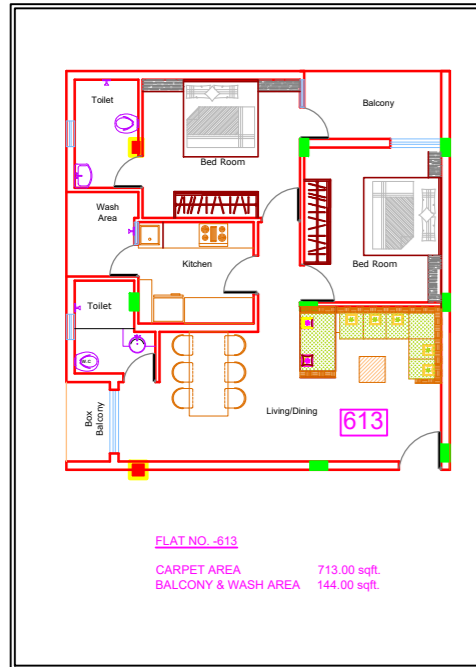 Toilet
Bed Room
Balcony
Wash
Area
Kitchen
Bed Room
Toilet
W.C
Living/Dining
613
Box
Balcony
FLAT NO. -613
CARPET AREA 713.00 sqft.
BALCONY & WASH AREA 144.00 sqft.